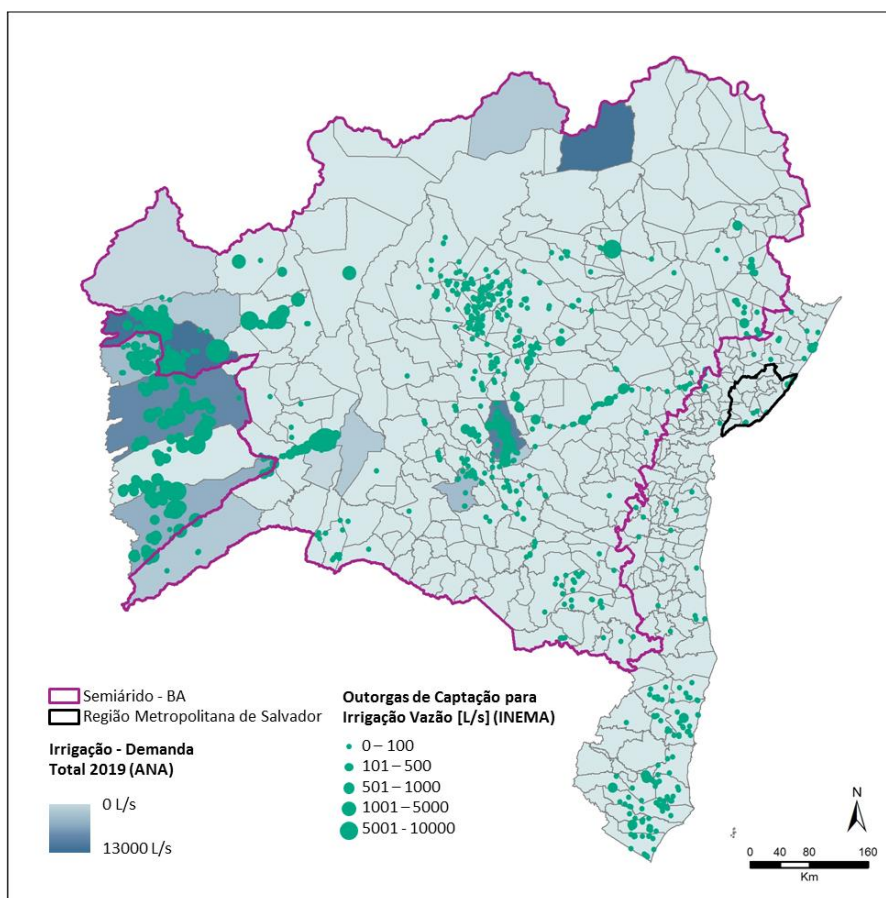 Semiárido - BA
Região Metropolitana de Salvador
Irrigação - Demanda
Total 2019 (ANA)
0 L/s
13000 L/s
Outorgas de Captação para
Irrigação Vazão [L/s] (INEMA)
0 – 100
101 – 500
501 – 1000
1001 – 5000
5001 - 10000
N
0 40 80 160
Km